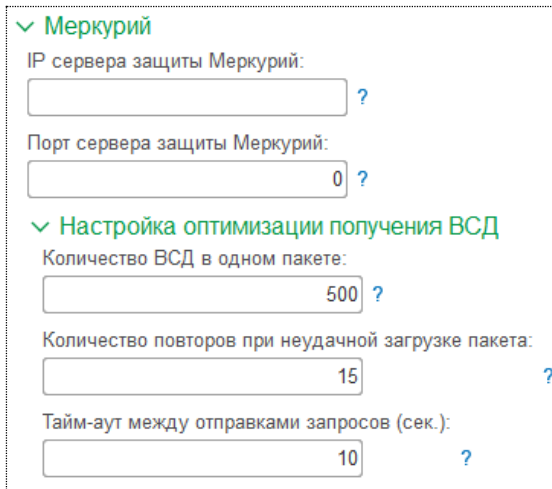 Меркурий
IP сервера защиты Меркурий:
?
Порт сервера защиты Меркурий:
0 ?
Настройка оптимизации получения ВСД
Количество ВСД в одном пакете:
500 ?
Количество повторов при неудачной загрузке пакета:
15 ?
Тайм-аут между отправками запросов (сек.):
10 ?